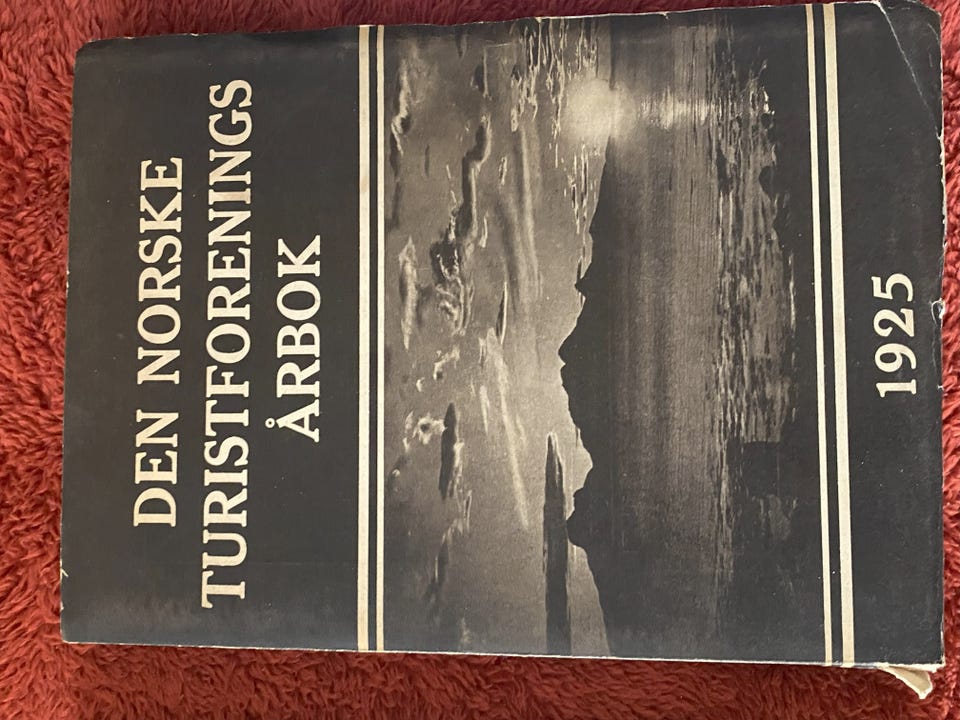 DEN NORSKE
TURISTFORENINGS
ÅRBOK
1925